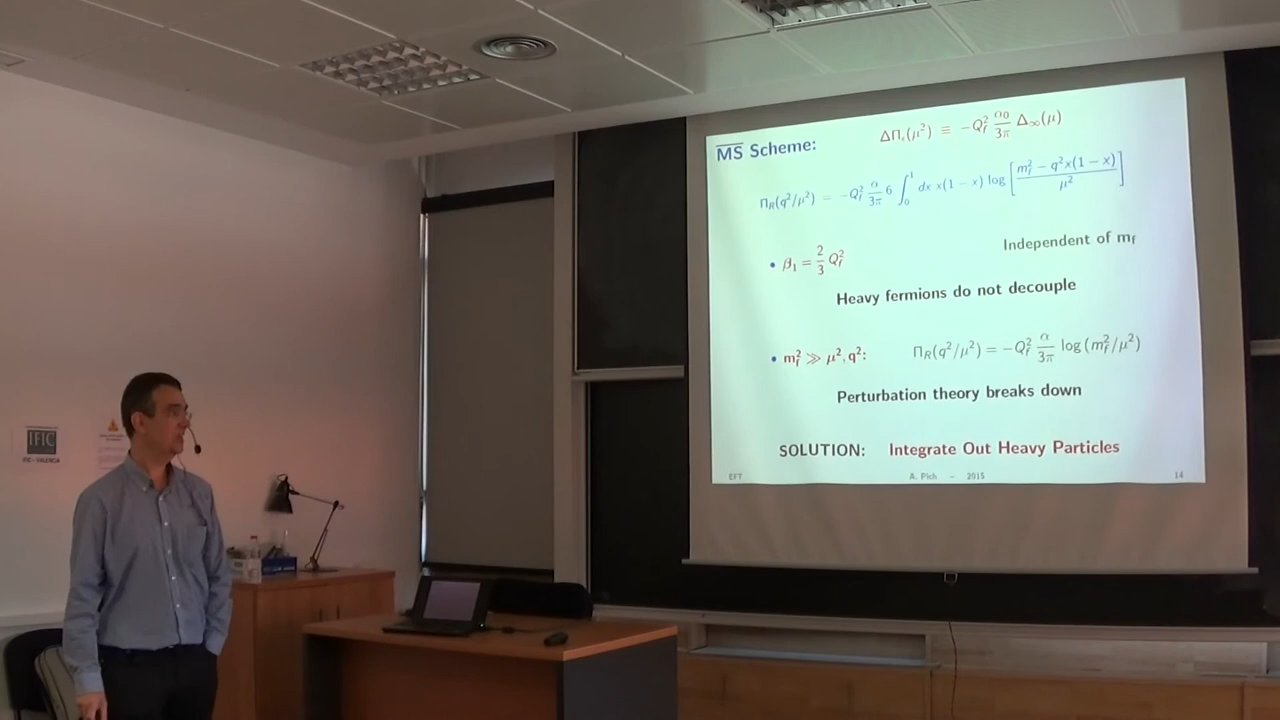 MS Scheme:
ΔΠ_ε(μ²) ≡ −Q_f² α₀/3π Δ_∞(μ)
Π_R(q²/μ²) = −Q_f² α/3π 6 ∫₀¹ dx x(1 − x) log [m_f² − q²x(1 − x)/μ²]
• β₁ = 2/3 Q_f²
Independent of m_f
Heavy fermions do not decouple
• m_f² ≫ μ², q²: Π_R(q²/μ²) = −Q_f² α/3π log (m_f²/μ²)
Perturbation theory breaks down
SOLUTION: Integrate Out Heavy Particles
EFT A. Pich – 2015 14
IFIC